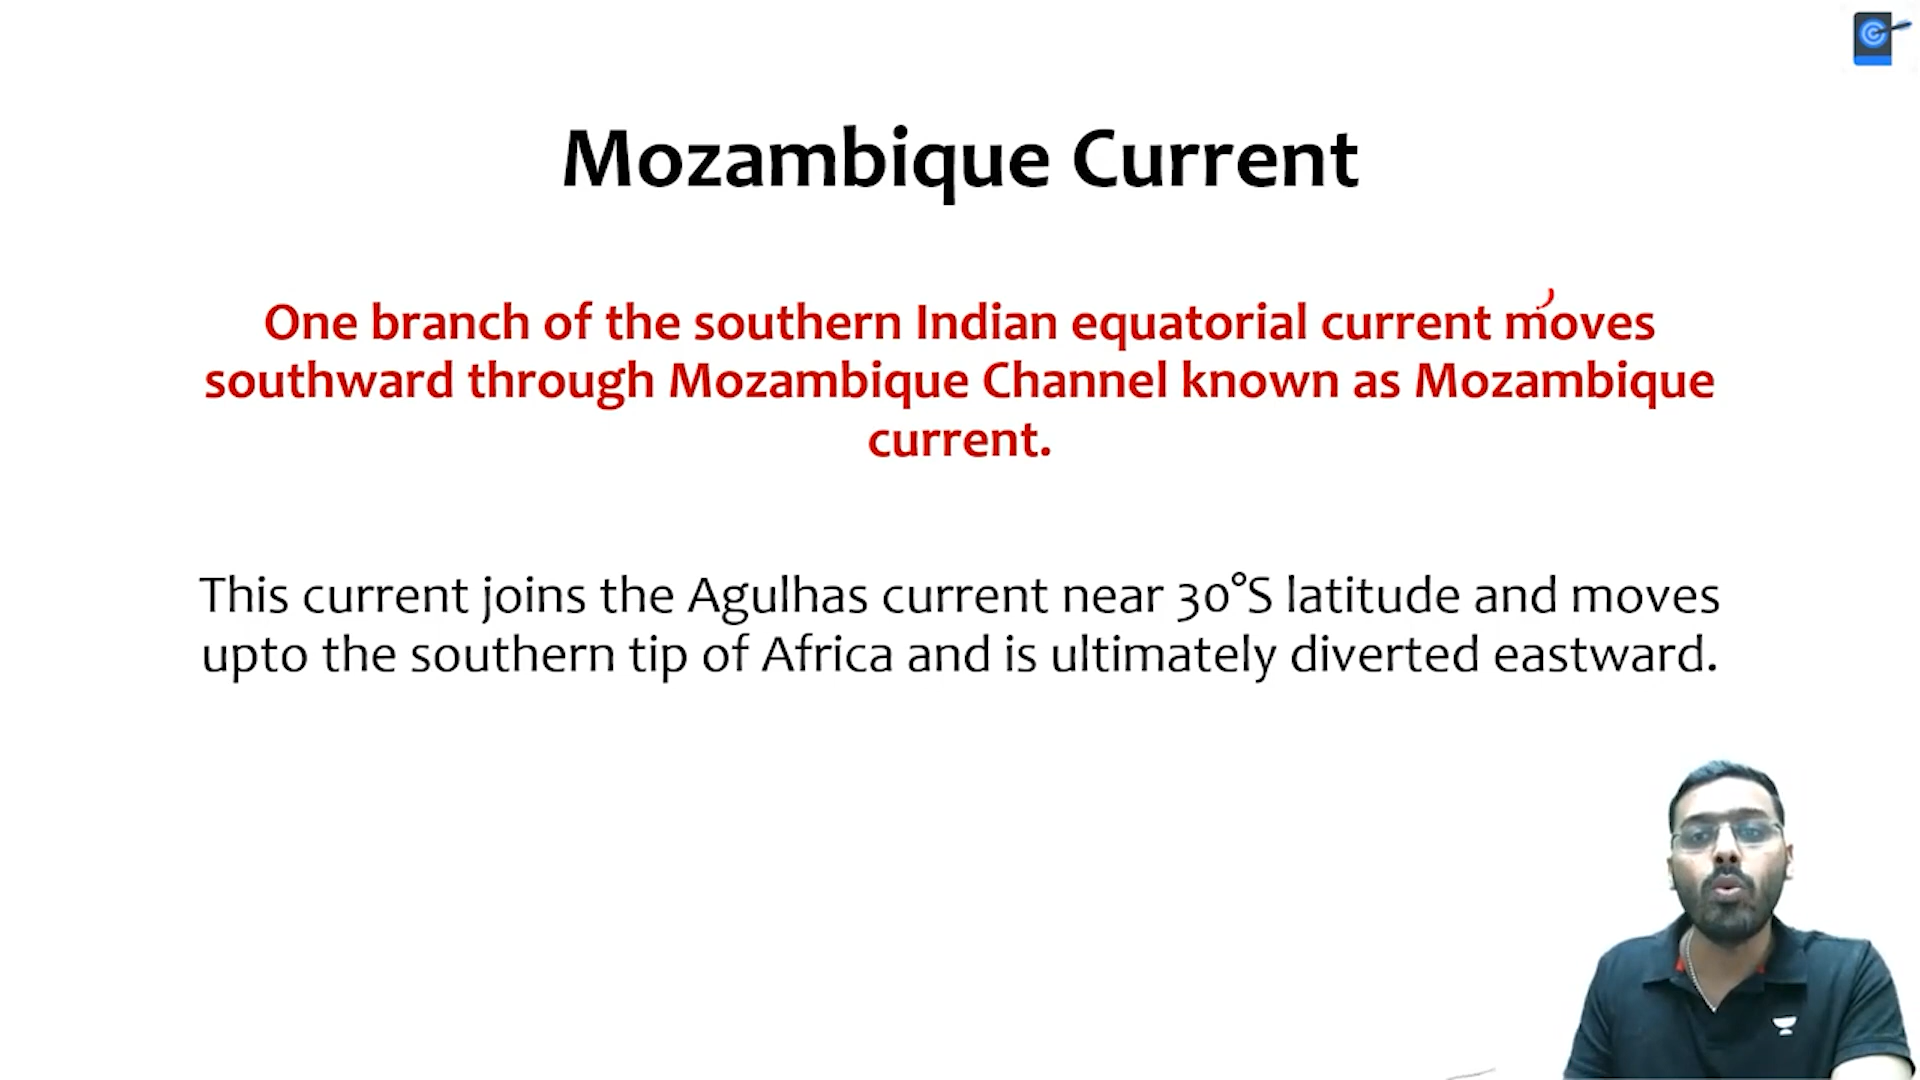 Mozambique Current
One branch of the southern Indian equatorial current moves
southward through Mozambique Channel known as Mozambique
current.
This current joins the Agulhas current near 30°S latitude and moves
upto the southern tip of Africa and is ultimately diverted eastward.